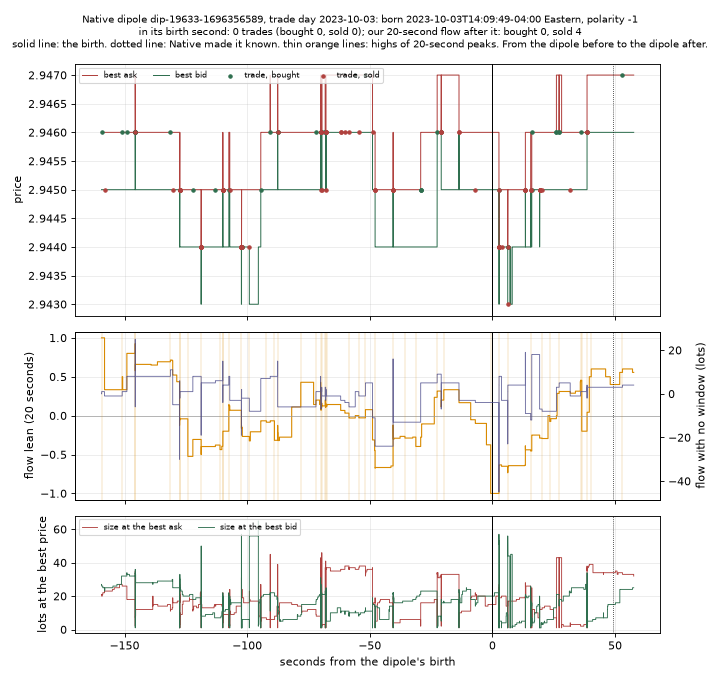 Native dipole dip-19633-1696356589, trade day 2023-10-03: born 2023-10-03T14:09:49-04:00 Eastern, polarity -1
in its birth second: 0 trades (bought 0, sold 0); our 20-second flow after it: bought 0, sold 4
solid line: the birth. dotted line: Native made it known. thin orange lines: highs of 20-second peaks. From the dipole before to the dipole after.
best ask
best bid
trade, bought
trade, sold
2.9470
2.9465
2.9460
2.9455
2.9450
2.9445
2.9440
2.9435
2.9430
price
1.0
0.5
0.0
−0.5
−1.0
flow lean (20 seconds)
20
0
−20
−40
flow with no window (lots)
size at the best ask
size at the best bid
60
40
20
0
lots at the best price
−150
−100
−50
0
50
seconds from the dipole's birth